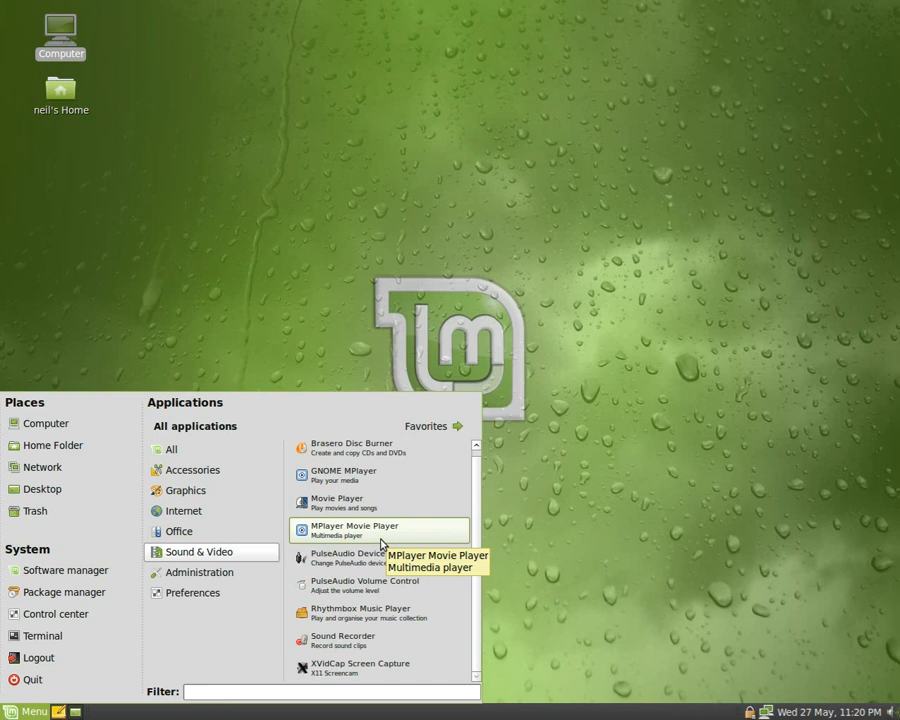 Computer
neil's Home
Places
Computer
Home Folder
Network
Desktop
Trash
System
Software manager
Package manager
Control center
Terminal
Logout
Quit
Applications
All applications
Favorites
All
Accessories
Graphics
Internet
Office
Sound & Video
Administration
Preferences
Brasero Disc Burner
Create and copy CDs and DVDs
GNOME MPlayer
Play your media
Movie Player
Play movies and songs
MPlayer Movie Player
Multimedia player
PulseAudio Device
Change PulseAudio device
MPlayer Movie Player
Multimedia player
PulseAudio Volume Control
Adjust the volume level
Rhythmbox Music Player
Play and organise your music collection
Sound Recorder
Record sound clips
XVidCap Screen Capture
X11 Screencam
Filter:
Menu
Wed 27 May, 11:20 PM
lm